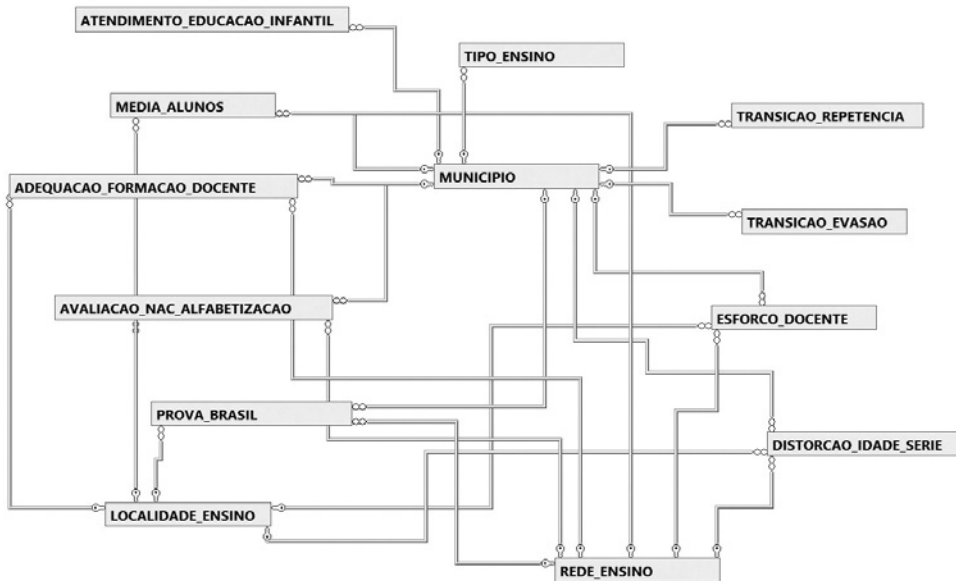 ATENDIMENTO_EDUCACAO_INFANTIL
TIPO_ENSINO
MEDIA_ALUNOS
TRANSICAO_REPETENCIA
MUNICIPIO
ADEQUACAO_FORMACAO_DOCENTE
TRANSICAO_EVASAO
AVALIACAO_NAC_ALFABETIZACAO
ESFORCO_DOCENTE
PROVA_BRASIL
DISTORCAO_IDADE_SERIE
LOCALIDADE_ENSINO
REDE_ENSINO